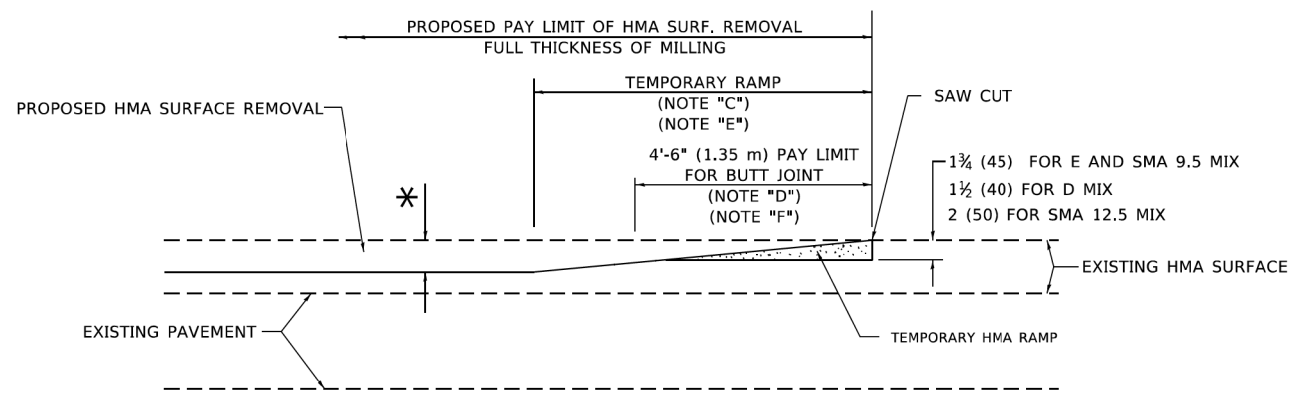 PROPOSED PAY LIMIT OF HMA SURF. REMOVAL
FULL THICKNESS OF MILLING
TEMPORARY RAMP
(NOTE "C")
(NOTE "E")
PROPOSED HMA SURFACE REMOVAL
SAW CUT
4'-6" (1.35 m) PAY LIMIT
FOR BUTT JOINT
(NOTE "D")
(NOTE "F")
1¾ (45) FOR E AND SMA 9.5 MIX
1½ (40) FOR D MIX
2 (50) FOR SMA 12.5 MIX
*
EXISTING HMA SURFACE
EXISTING PAVEMENT
TEMPORARY HMA RAMP